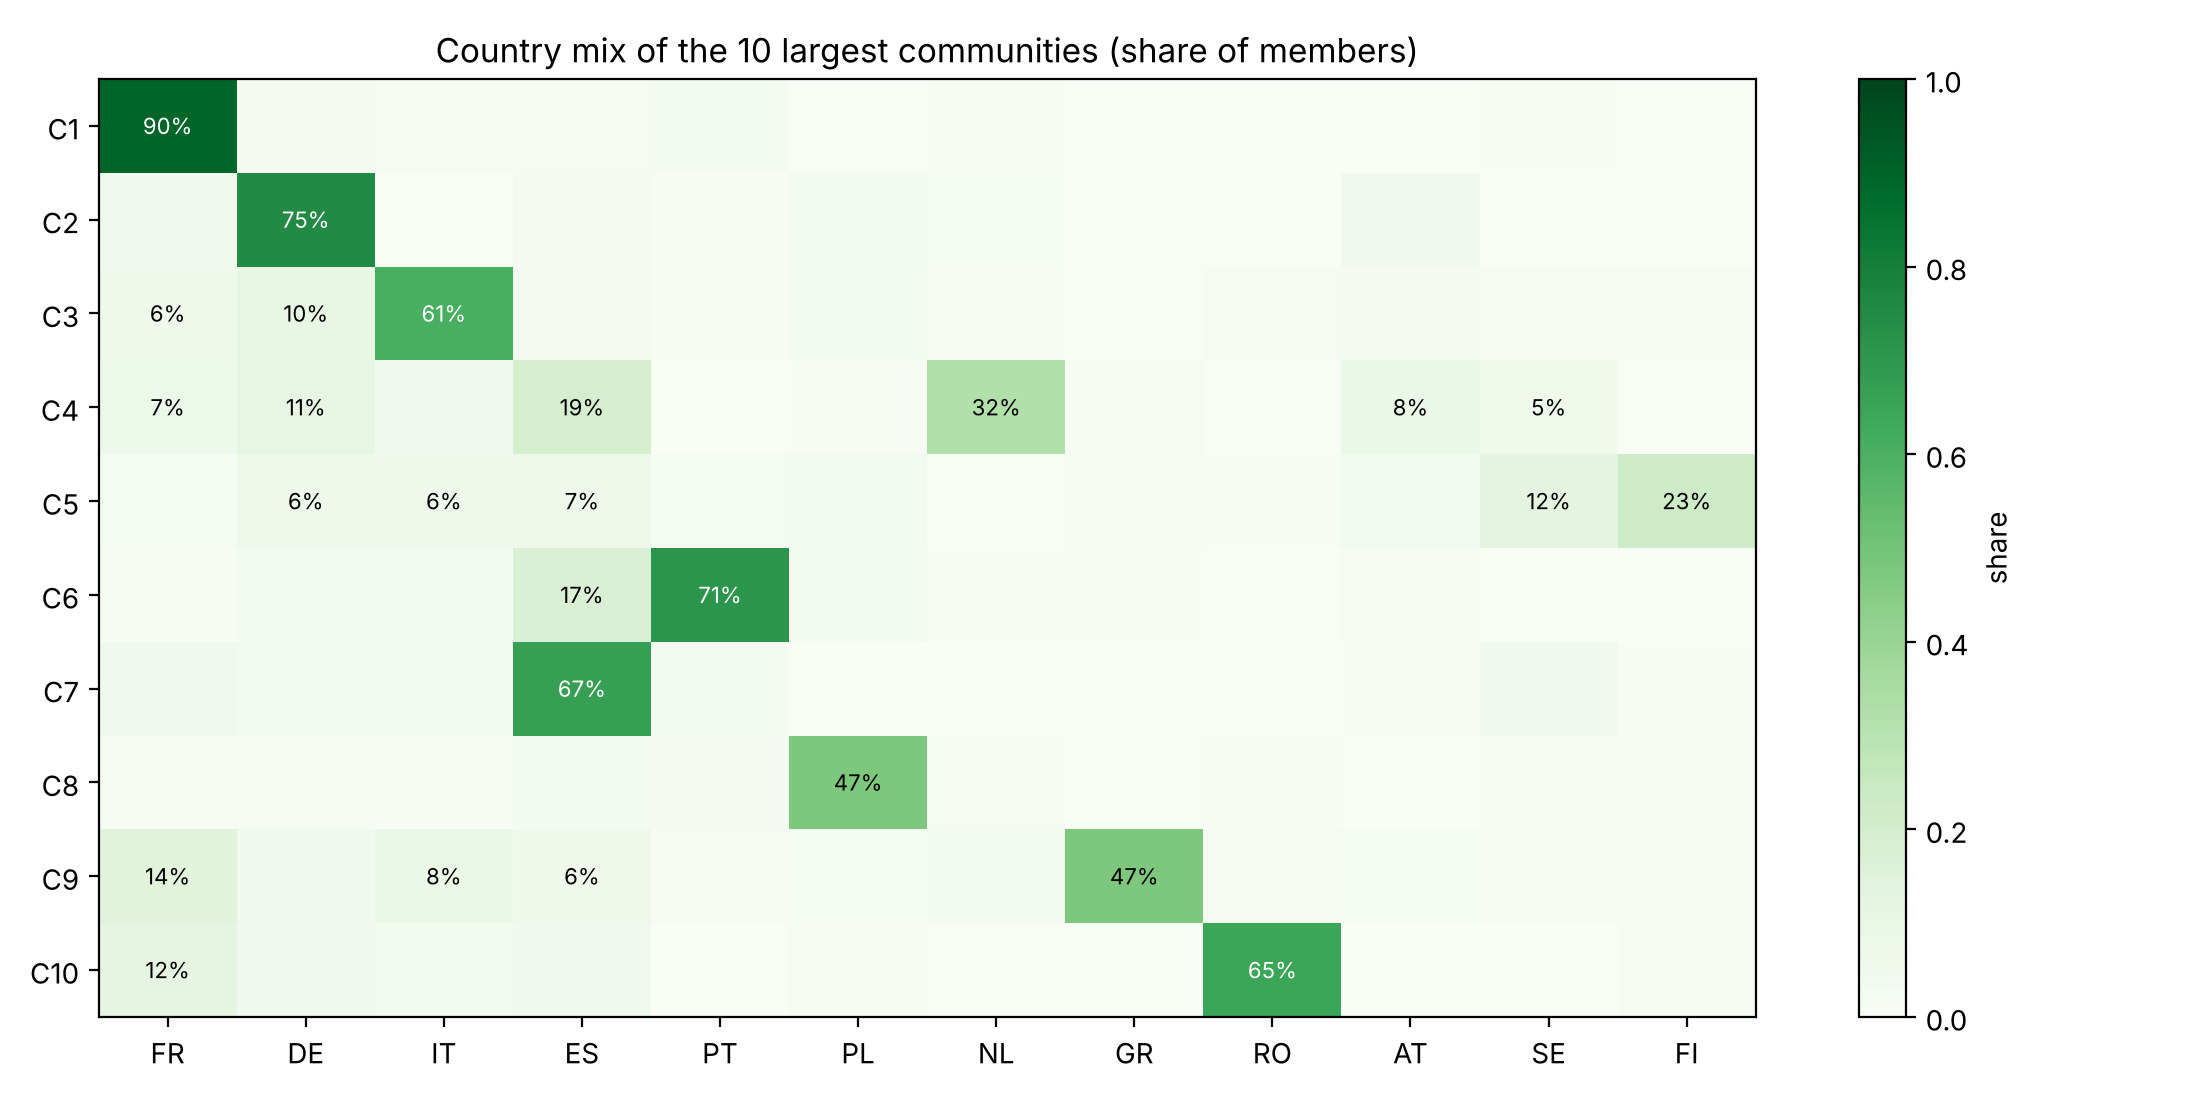 Country mix of the 10 largest communities (share of members)
C1 90%
C2 75%
C3 6% 10% 61%
C4 7% 11% 19% 32% 8% 5%
C5 6% 6% 7% 12% 23%
C6 17% 71%
C7 67%
C8 47%
C9 14% 8% 6% 47%
C10 12% 65%
FR DE IT ES PT PL NL GR RO AT SE FI
1.0
0.8
0.6
0.4
0.2
0.0
share